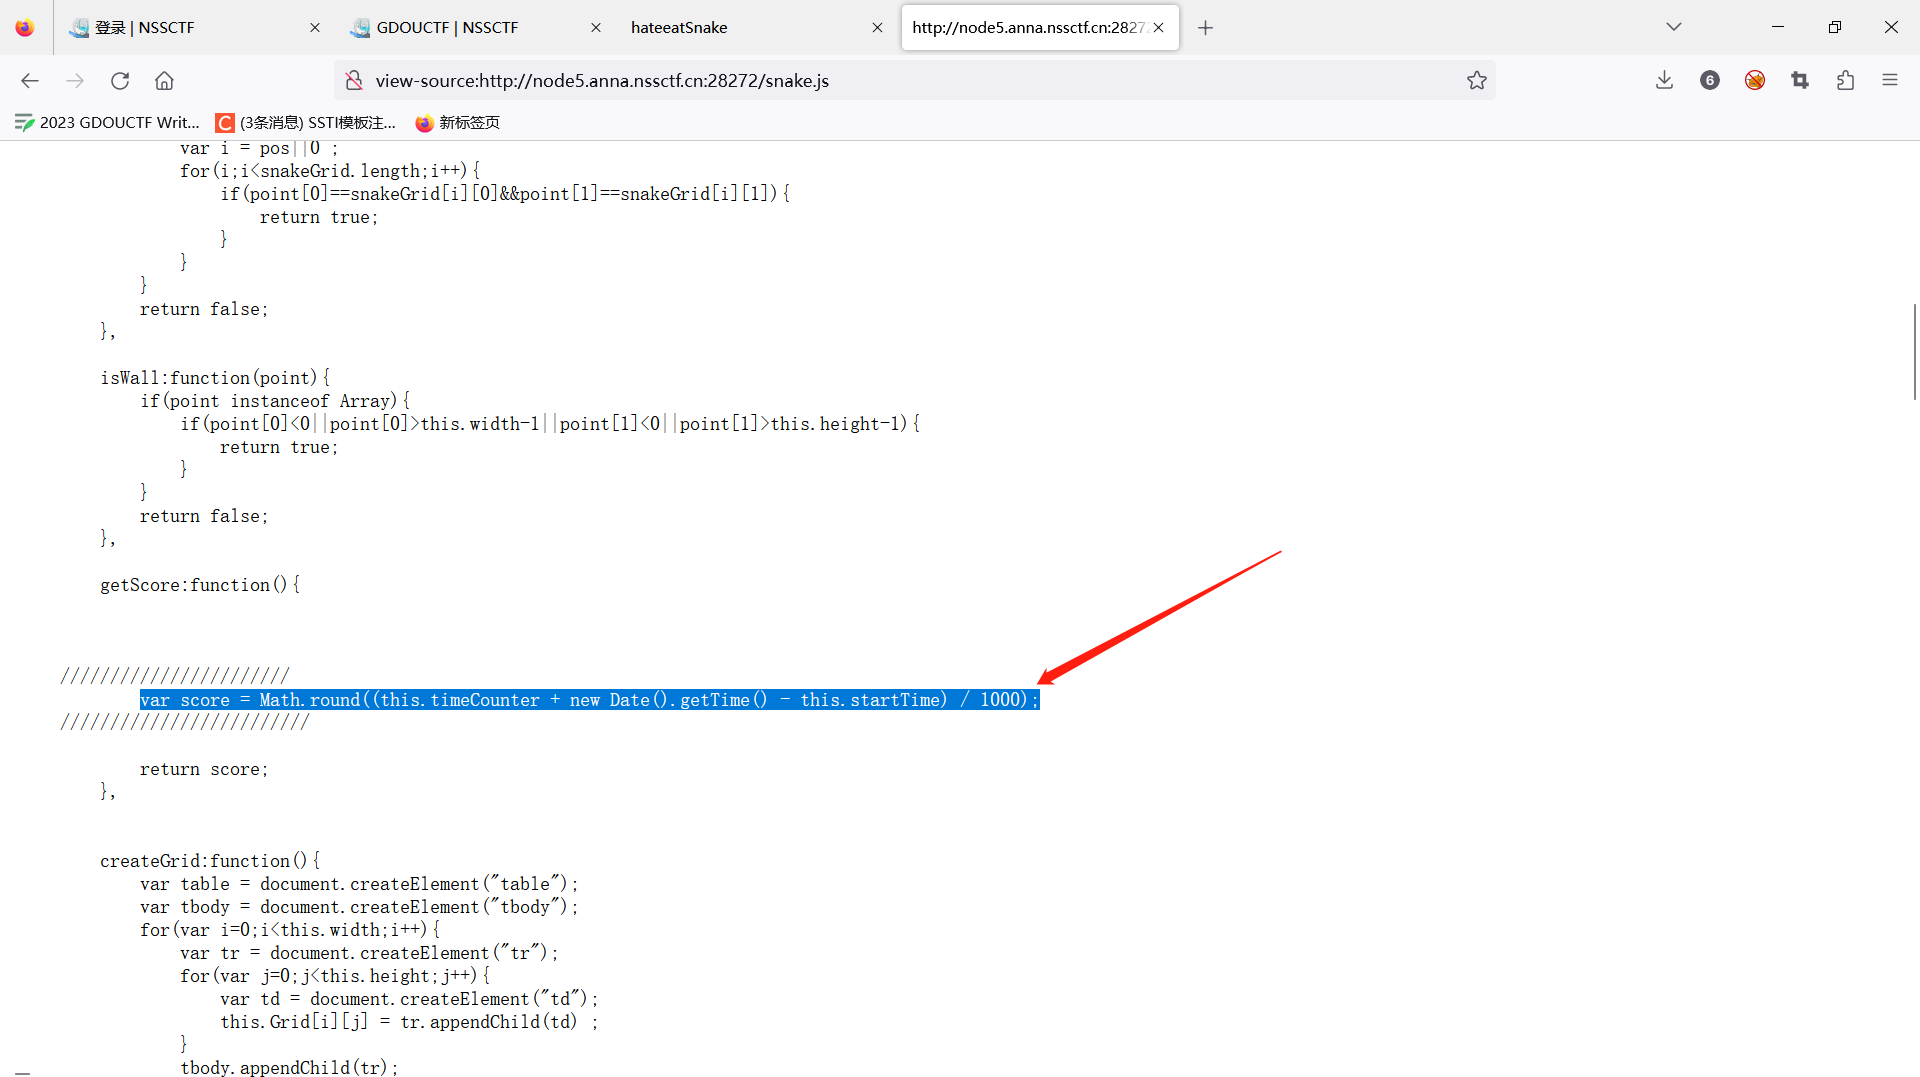 登录 | NSSCTF
GDOUCTF | NSSCTF
hateeatSnake
http://node5.anna.nssctf.cn:2827
view-source:http://node5.anna.nssctf.cn:28272/snake.js
6
2023 GDOUCTF Writ...
C (3条消息) SSTI模板注...
新标签页
var i = pos||0 ;
for(i;i<snakeGrid.length;i++){
if(point[0]==snakeGrid[i][0]&&point[1]==snakeGrid[i][1]){
return true;
}
}
}
return false;
},
isWall:function(point){
if(point instanceof Array){
if(point[0]<0||point[0]>this.width-1||point[1]<0||point[1]>this.height-1){
return true;
}
}
return false;
},
getScore:function(){
///////////////////////
var score = Math.round((this.timeCounter + new Date().getTime() - this.startTime) / 1000);
/////////////////////////
return score;
},
createGrid:function(){
var table = document.createElement("table");
var tbody = document.createElement("tbody");
for(var i=0;i<this.width;i++){
var tr = document.createElement("tr");
for(var j=0;j<this.height;j++){
var td = document.createElement("td");
this.Grid[i][j] = tr.appendChild(td) ;
}
tbody.appendChild(tr);